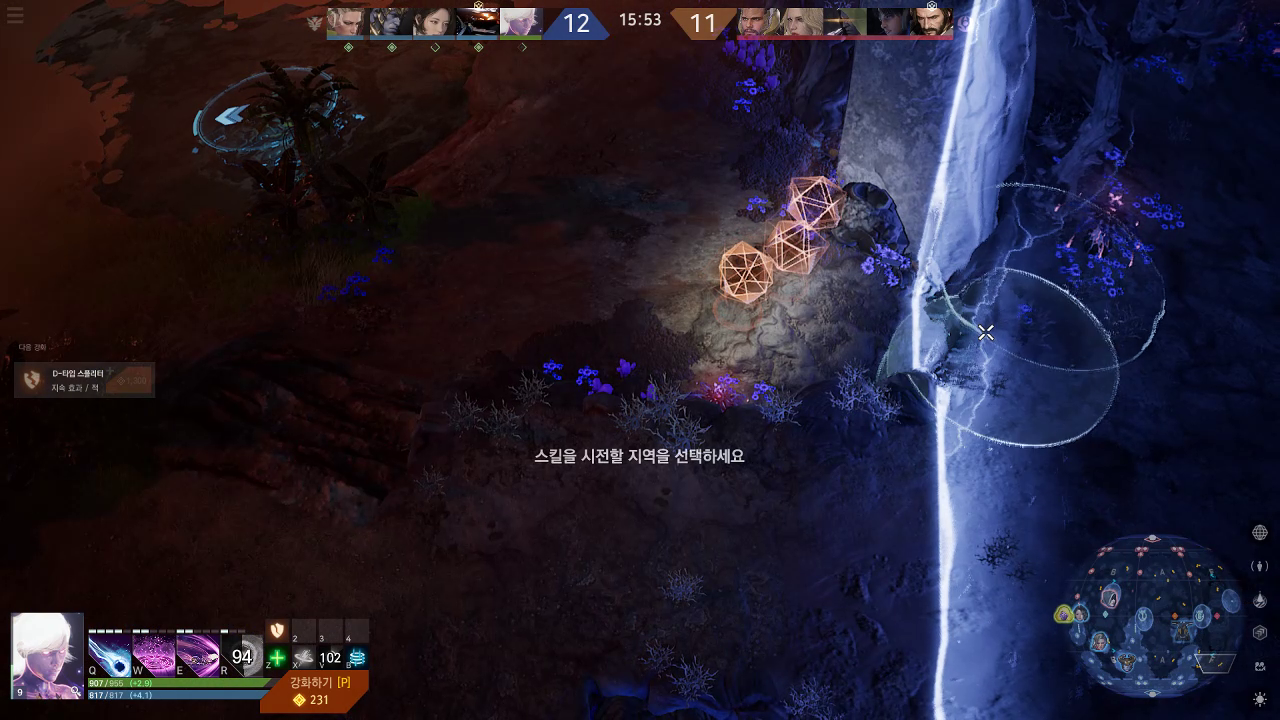 12
15:53
11
다음 강화
D-타입 스플리터
1,300
지속 효과 / 적
스킬을 시전할 지역을 선택하세요
2
3
4
94
102
Q
W
E
R
Z
X
V
B
9
907/955 (+2.9)
817/817 (+4.1)
강화하기 [P]
231